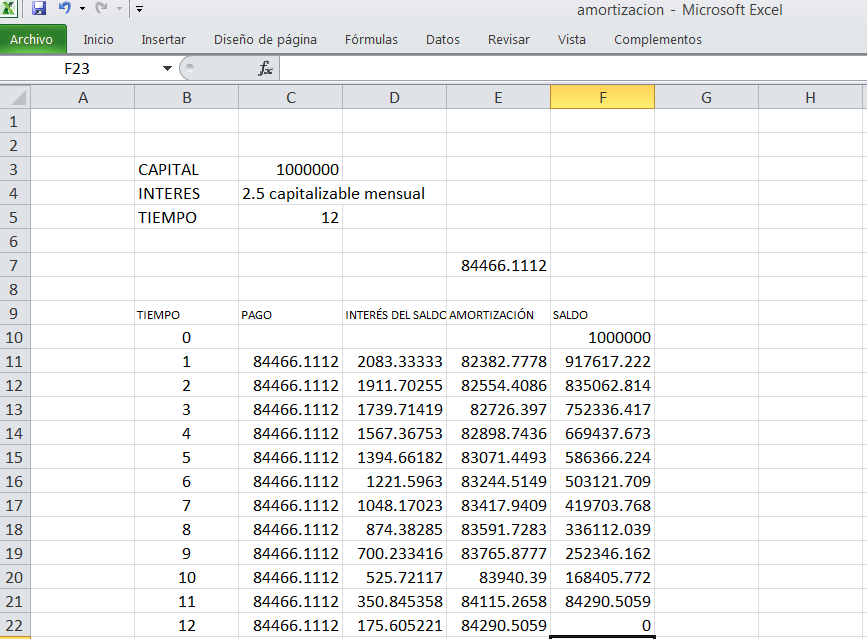 amortizacion - Microsoft Excel
Archivo Inicio Insertar Diseño de página Fórmulas Datos Revisar Vista Complementos
F23 fx
A B C D E F G H
1
2
3 CAPITAL 1000000
4 INTERES 2.5 capitalizable mensual
5 TIEMPO 12
6
7 84466.1112
8
9 TIEMPO PAGO INTERÉS DEL SALDO AMORTIZACIÓN SALDO
10 0 1000000
11 1 84466.1112 2083.33333 82382.7778 917617.222
12 2 84466.1112 1911.70255 82554.4086 835062.814
13 3 84466.1112 1739.71419 82726.397 752336.417
14 4 84466.1112 1567.36753 82898.7436 669437.673
15 5 84466.1112 1394.66182 83071.4493 586366.224
16 6 84466.1112 1221.5963 83244.5149 503121.709
17 7 84466.1112 1048.17023 83417.9409 419703.768
18 8 84466.1112 874.38285 83591.7283 336112.039
19 9 84466.1112 700.233416 83765.8777 252346.162
20 10 84466.1112 525.72117 83940.39 168405.772
21 11 84466.1112 350.845358 84115.2658 84290.5059
22 12 84466.1112 175.605221 84290.5059 0